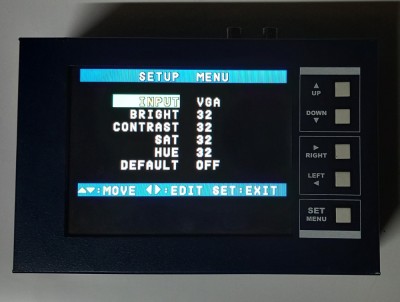 SETUP MENU
INPUT VGA
BRIGHT 32
CONTRAST 32
SAT 32
HUE 32
DEFAULT OFF
▲▼:MOVE ◀▶:EDIT SET:EXIT
▲
UP
DOWN
▼
▶
RIGHT
LEFT
◀
SET
MENU